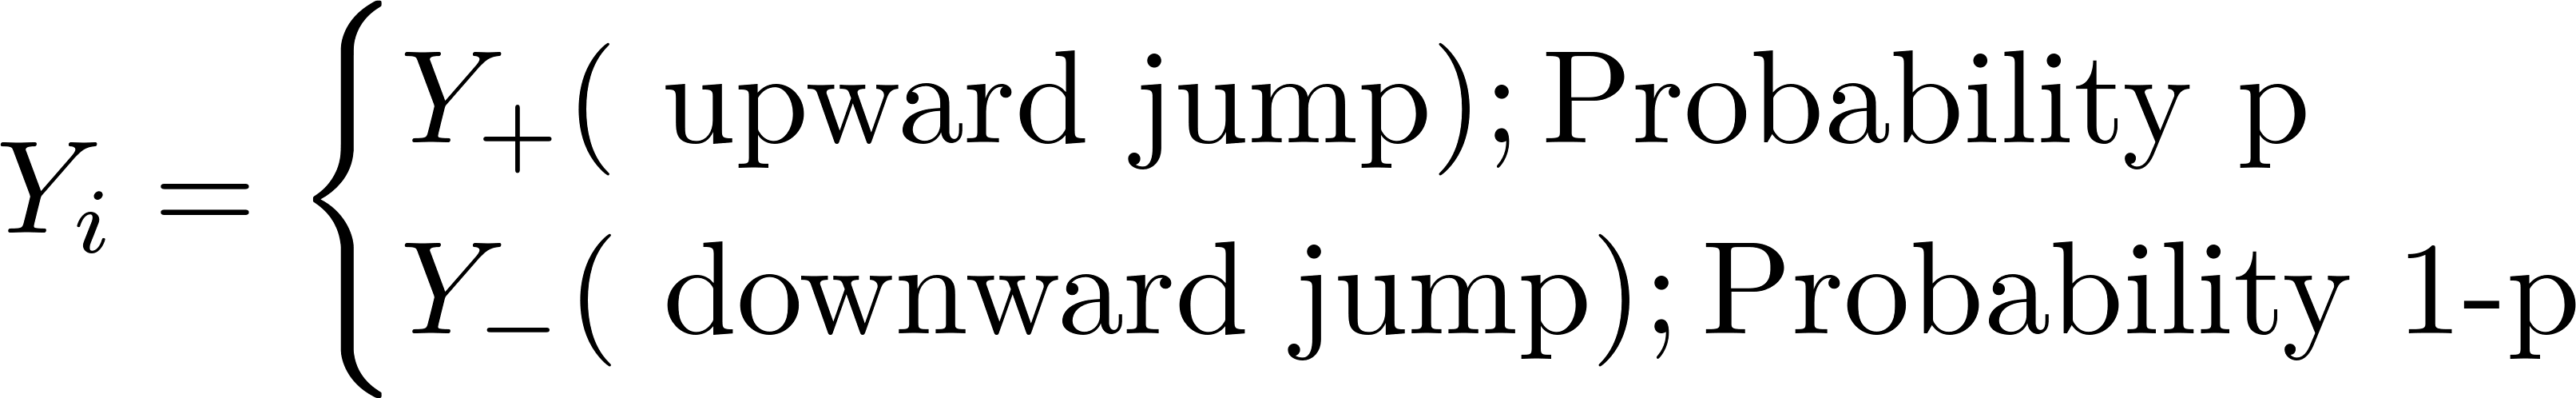 Y_i = { Y_+( upward jump); Probability p
Y_−( downward jump); Probability 1-p